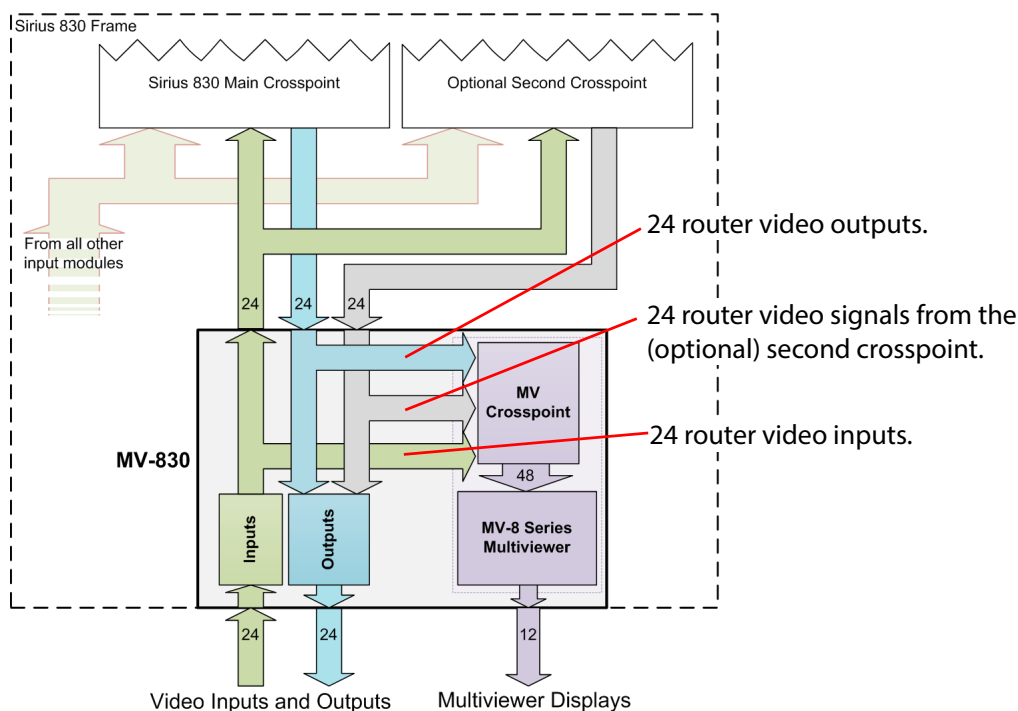 Sirius 830 Frame
Sirius 830 Main Crosspoint
Optional Second Crosspoint
From all other
input modules
24 router video outputs.
24
24
24
24 router video signals from the
(optional) second crosspoint.
MV
Crosspoint
24 router video inputs.
MV-830
48
Inputs
Outputs
MV-8 Series
Multiviewer
24
24
12
Video Inputs and Outputs
Multiviewer Displays